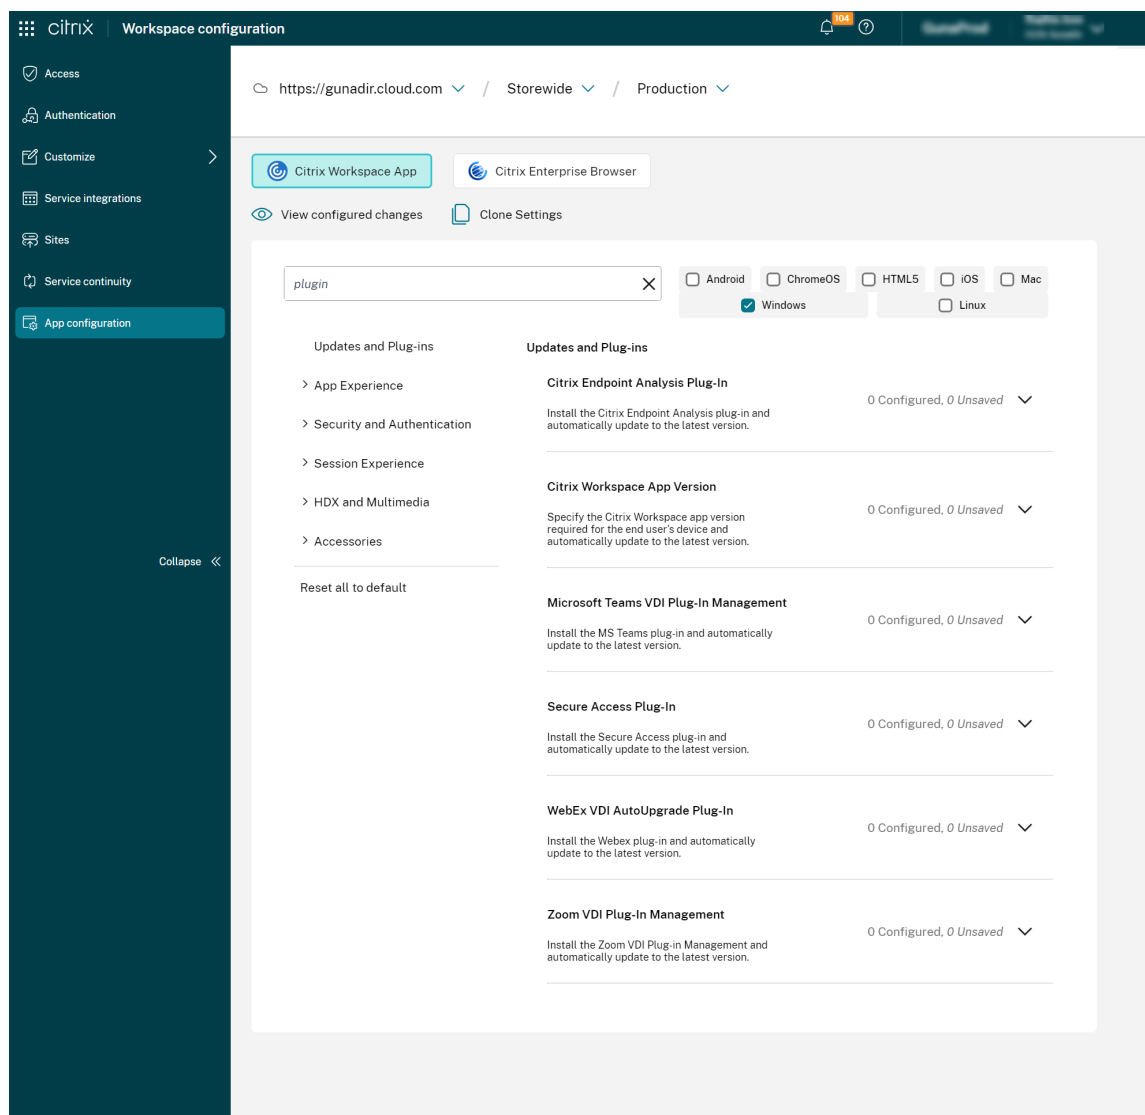 citrix Workspace configuration 104
Access
Authentication
Customize
Service integrations
Sites
Service continuity
App configuration
Collapse
https://gunadir.cloud.com / Storewide / Production
Citrix Workspace App Citrix Enterprise Browser
View configured changes Clone Settings
plugin
Android ChromeOS HTML5 iOS Mac
Windows Linux
Updates and Plug-ins
App Experience
Security and Authentication
Session Experience
HDX and Multimedia
Accessories
Reset all to default
Updates and Plug-ins
Citrix Endpoint Analysis Plug-In
Install the Citrix Endpoint Analysis plug-in and
automatically update to the latest version.
0 Configured, 0 Unsaved
Citrix Workspace App Version
Specify the Citrix Workspace app version
required for the end user's device and
automatically update to the latest version.
0 Configured, 0 Unsaved
Microsoft Teams VDI Plug-In Management
Install the MS Teams plug-in and automatically
update to the latest version.
0 Configured, 0 Unsaved
Secure Access Plug-In
Install the Secure Access plug-in and
automatically update to the latest version.
0 Configured, 0 Unsaved
WebEx VDI AutoUpgrade Plug-In
Install the Webex plug-in and automatically
update to the latest version.
0 Configured, 0 Unsaved
Zoom VDI Plug-In Management
Install the Zoom VDI Plug-in Management and
automatically update to the latest version.
0 Configured, 0 Unsaved